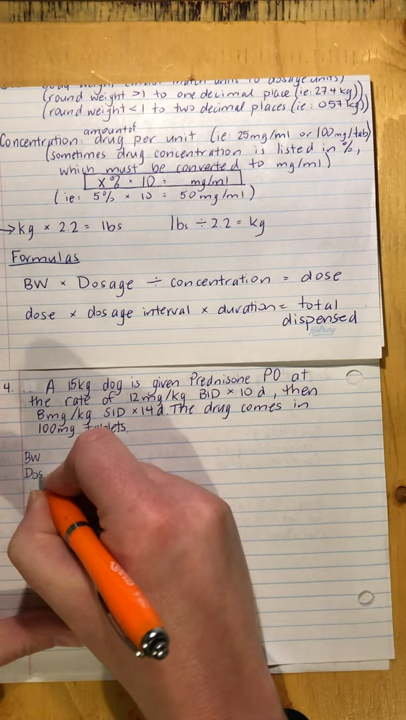 (round weight >1 to one decimal place (ie: 27.4 kg))
(round weight <1 to two decimal places (ie: 0.57 kg))
amount of
Concentration: drug per unit (ie: 25mg/ml or 100mg/tab)
(sometimes drug concentration is listed in %,
which must be converted to mg/ml)
x% · 10 = mg/ml
(ie: 5% × 10 = 50mg/ml)
→kg × 2.2 = lbs lbs ÷ 2.2 = kg
Formulas
BW × Dosage ÷ concentration = dose
dose × dosage interval × duration = total
dispensed
Hilroy
4. A 15kg dog is given Prednisone PO at
the rate of 12mg/kg BID × 10 d, then
8mg/kg SID × 14 d. The drug comes in
100mg tablets.
BW
Dos